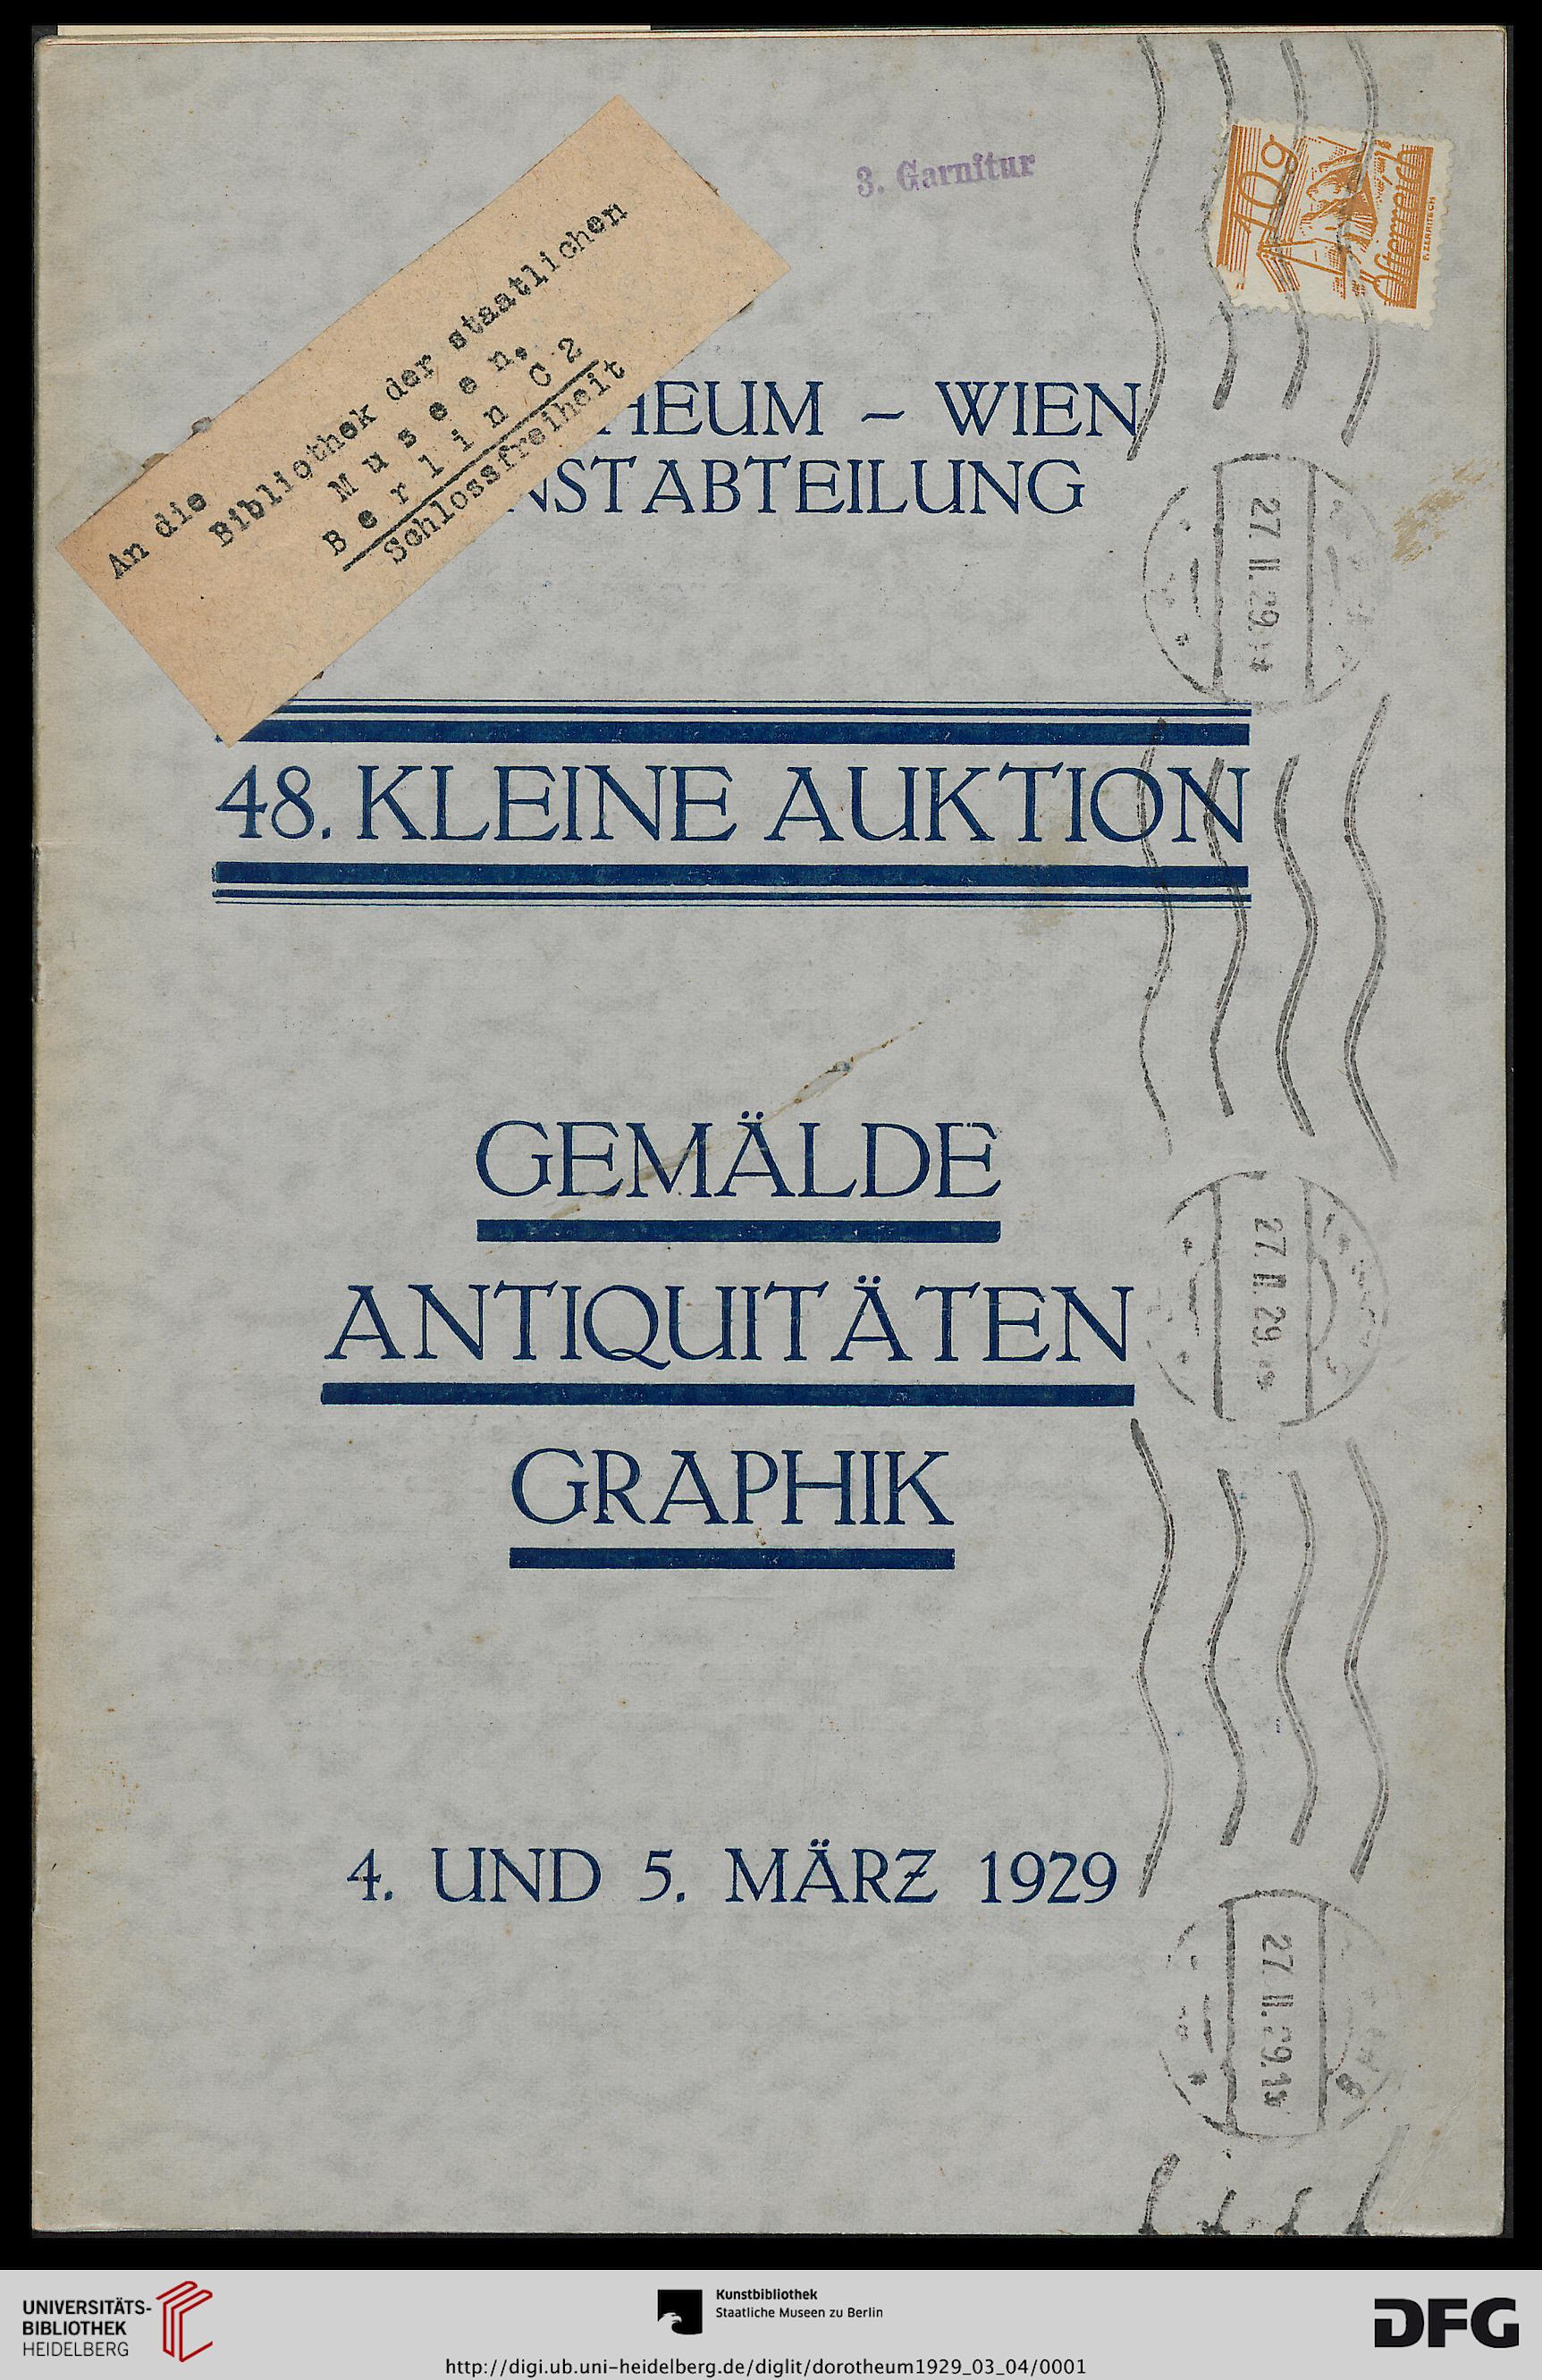 3. Garnitur
10g
Österreich
An die
Bibliothek der staatlichen
M u s e e n,
B e r l i n C 2
Schlossfreiheit
HEUM – WIEN
NSTABTEILUNG
27. II. 29.
48. KLEINE AUKTION
GEMÄLDE
27. II. 29.
ANTIQUITÄTEN
GRAPHIK
4. UND 5. MÄRZ 1929
27. II. 29.
UNIVERSITÄTS-
BIBLIOTHEK
HEIDELBERG
Kunstbibliothek
Staatliche Museen zu Berlin
DFG
http://digi.ub.uni-heidelberg.de/diglit/dorotheum1929_03_04/0001